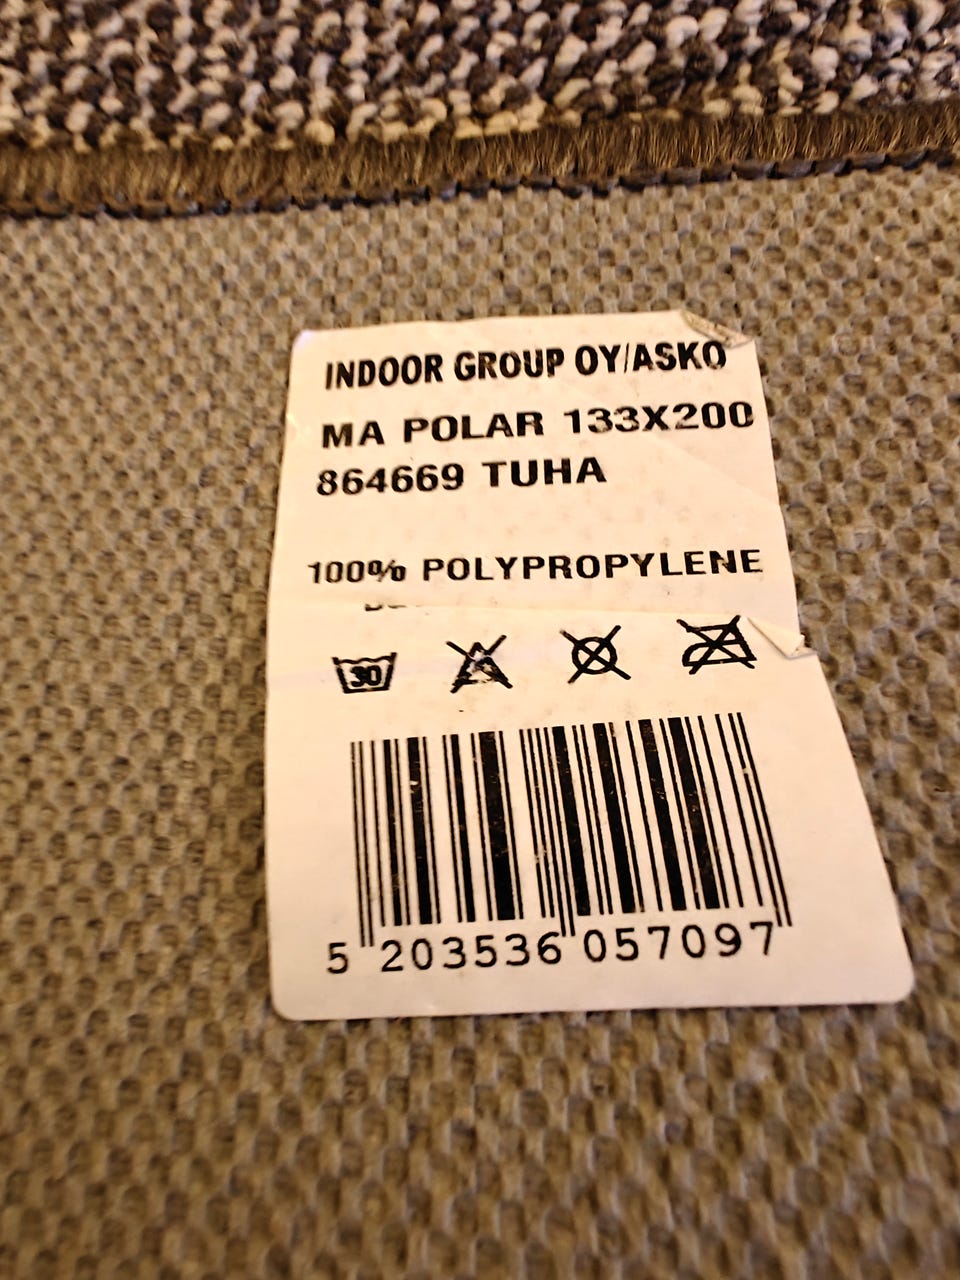 INDOOR GROUP OY/ASKO
MA POLAR 133X200
864669 TUHA
100% POLYPROPYLENE
30
5 203536 057097